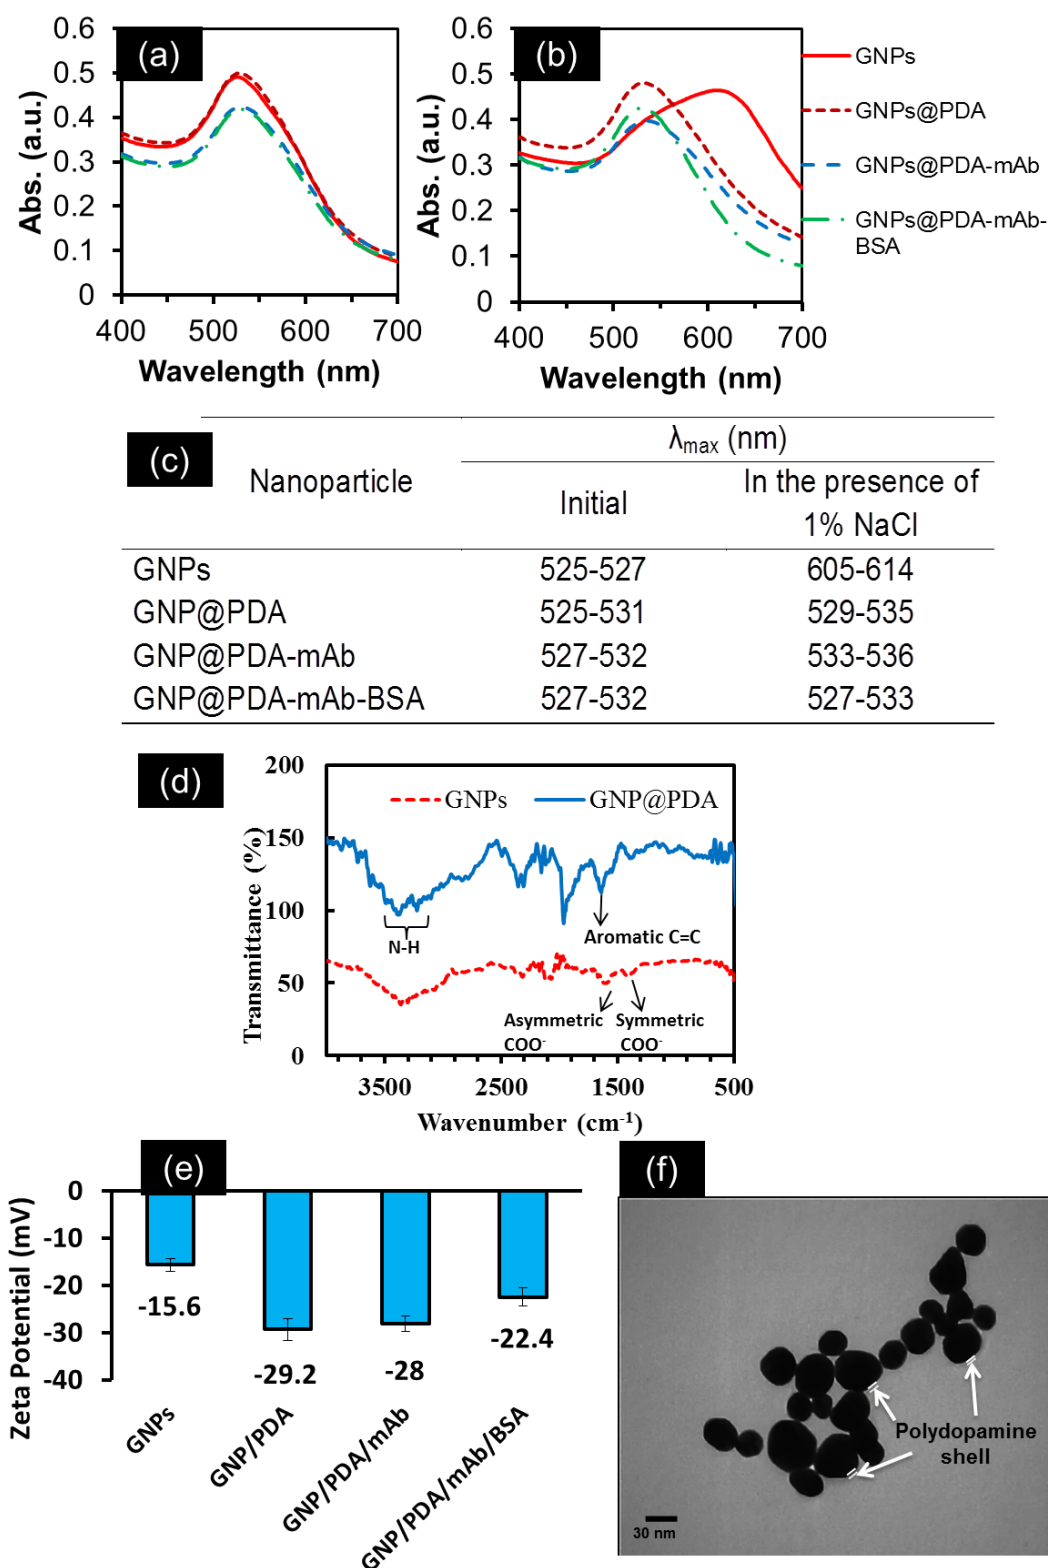 (a)
0.6
0.5
0.4
0.3
0.2
0.1
0
Abs. (a.u.)
400 500 600 700
Wavelength (nm)
(b)
0.6
0.5
0.4
0.3
0.2
0.1
0
Abs. (a.u.)
400 500 600 700
Wavelength (nm)
GNPs
GNPs@PDA
GNPs@PDA-mAb
GNPs@PDA-mAb-
BSA
(c)
Nanoparticle
λmax (nm)
Initial
In the presence of
1% NaCl
GNPs 525-527 605-614
GNP@PDA 525-531 529-535
GNP@PDA-mAb 527-532 533-536
GNP@PDA-mAb-BSA 527-532 527-533
(d)
200
150
100
50
0
Transmittance (%)
GNPs GNP@PDA
N-H
Aromatic C=C
Asymmetric
COO⁻
Symmetric
COO⁻
3500 2500 1500 500
Wavenumber (cm⁻¹)
(e)
0
-10
-20
-30
-40
Zeta Potential (mV)
-15.6
-29.2
-28
-22.4
GNPs
GNP/PDA
GNP/PDA/mAb
GNP/PDA/mAb/BSA
(f)
Polydopamine
shell
30 nm